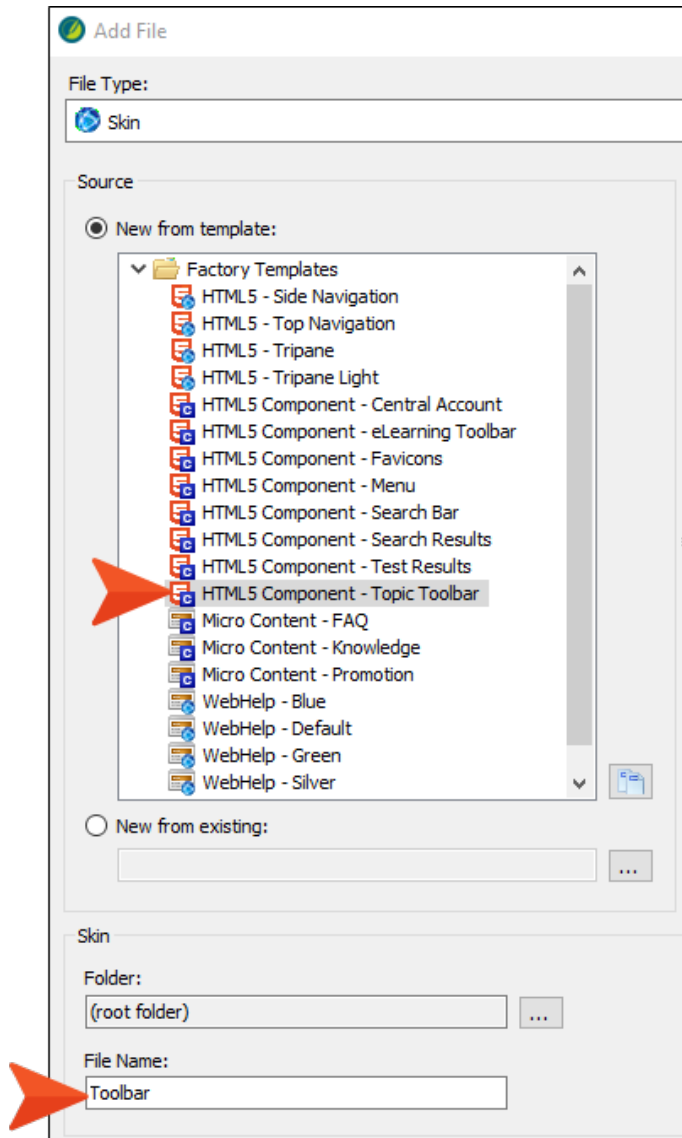 Add File
File Type:
Skin
Source
New from template:
Factory Templates
HTML5 - Side Navigation
HTML5 - Top Navigation
HTML5 - Tripane
HTML5 - Tripane Light
HTML5 Component - Central Account
HTML5 Component - eLearning Toolbar
HTML5 Component - Favicons
HTML5 Component - Menu
HTML5 Component - Search Bar
HTML5 Component - Search Results
HTML5 Component - Test Results
HTML5 Component - Topic Toolbar
Micro Content - FAQ
Micro Content - Knowledge
Micro Content - Promotion
WebHelp - Blue
WebHelp - Default
WebHelp - Green
WebHelp - Silver
New from existing:
...
Skin
Folder:
(root folder)
...
File Name:
Toolbar